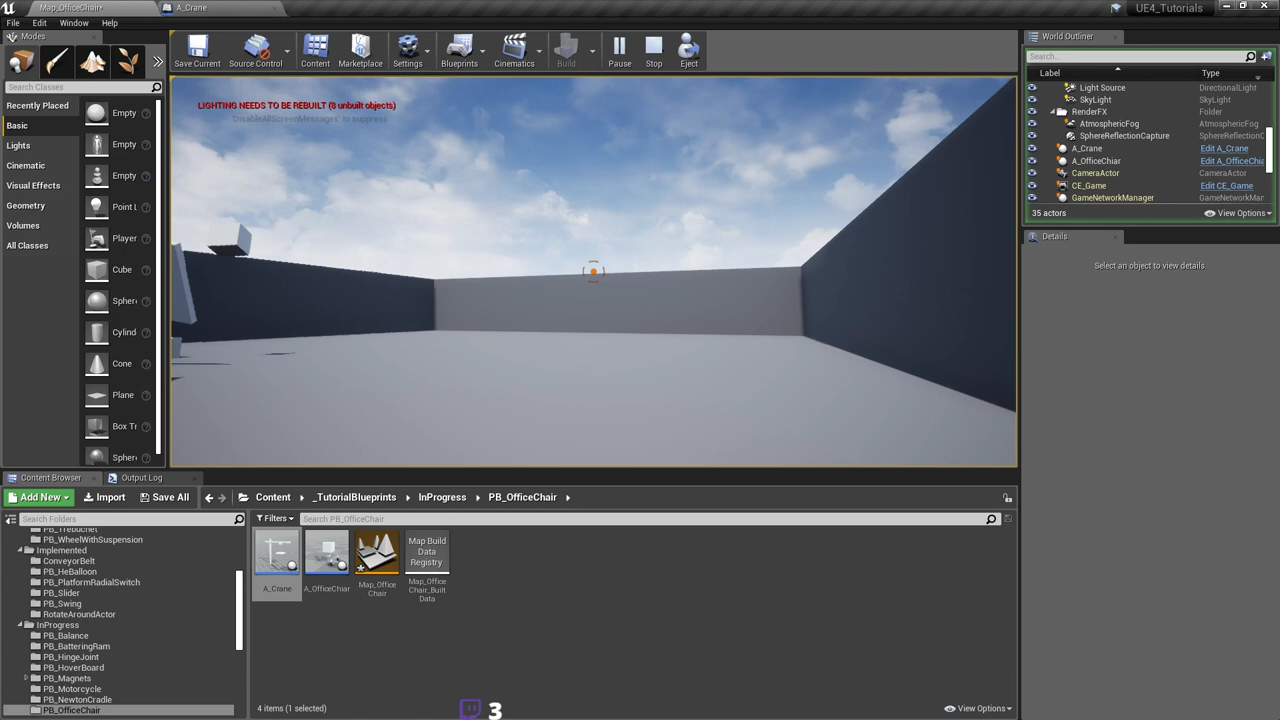 Map_OfficeChair*
A_Crane
UE4_Tutorials
File
Edit
Window
Help
Modes
Search Classes
Recently Placed
Basic
Lights
Cinematic
Visual Effects
Geometry
Volumes
All Classes
Empty
Empty
Empty
Point L
Player
Cube
Spher
Cylind
Cone
Plane
Box Tr
Spher
Save Current
Source Control
Content
Marketplace
Settings
Blueprints
Cinematics
Build
Pause
Stop
Eject
LIGHTING NEEDS TO BE REBUILT (8 unbuilt objects)
'DisableAllScreenMessages' to suppress
World Outliner
Search...
Label
Type
Light Source
DirectionalLight
SkyLight
SkyLight
RenderFX
Folder
AtmosphericFog
AtmosphericFog
SphereReflectionCapture
SphereReflectionC
A_Crane
Edit A_Crane
A_OfficeChiar
Edit A_OfficeChia
CameraActor
CameraActor
CE_Game
Edit CE_Game
GameNetworkManager
GameNetworkMar
35 actors
View Options
Details
Select an object to view details
Content Browser
Output Log
Add New
Import
Save All
Content
_TutorialBlueprints
InProgress
PB_OfficeChair
Search Folders
PB_Trebuchet
PB_WheelWithSuspension
Implemented
ConveyorBelt
PB_HeBalloon
PB_PlatformRadialSwitch
PB_Slider
PB_Swing
RotateAroundActor
InProgress
PB_Balance
PB_BatteringRam
PB_HingeJoint
PB_HoverBoard
PB_Magnets
PB_Motorcycle
PB_NewtonCradle
PB_OfficeChair
Filters
Search PB_OfficeChair
A_Crane
A_OfficeChiar
Map_Office
Chair
Map Build
Data
Registry
Map_Office
Chair_Built
Data
4 items (1 selected)
View Options
3